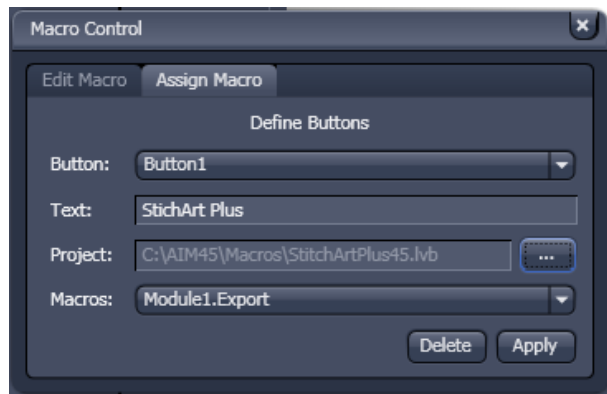 Macro Control
Edit Macro Assign Macro
Define Buttons
Button: Button1
Text: StichArt Plus
Project: C:\AIM45\Macros\StitchArtPlus45.lvb ...
Macros: Module1.Export
Delete Apply